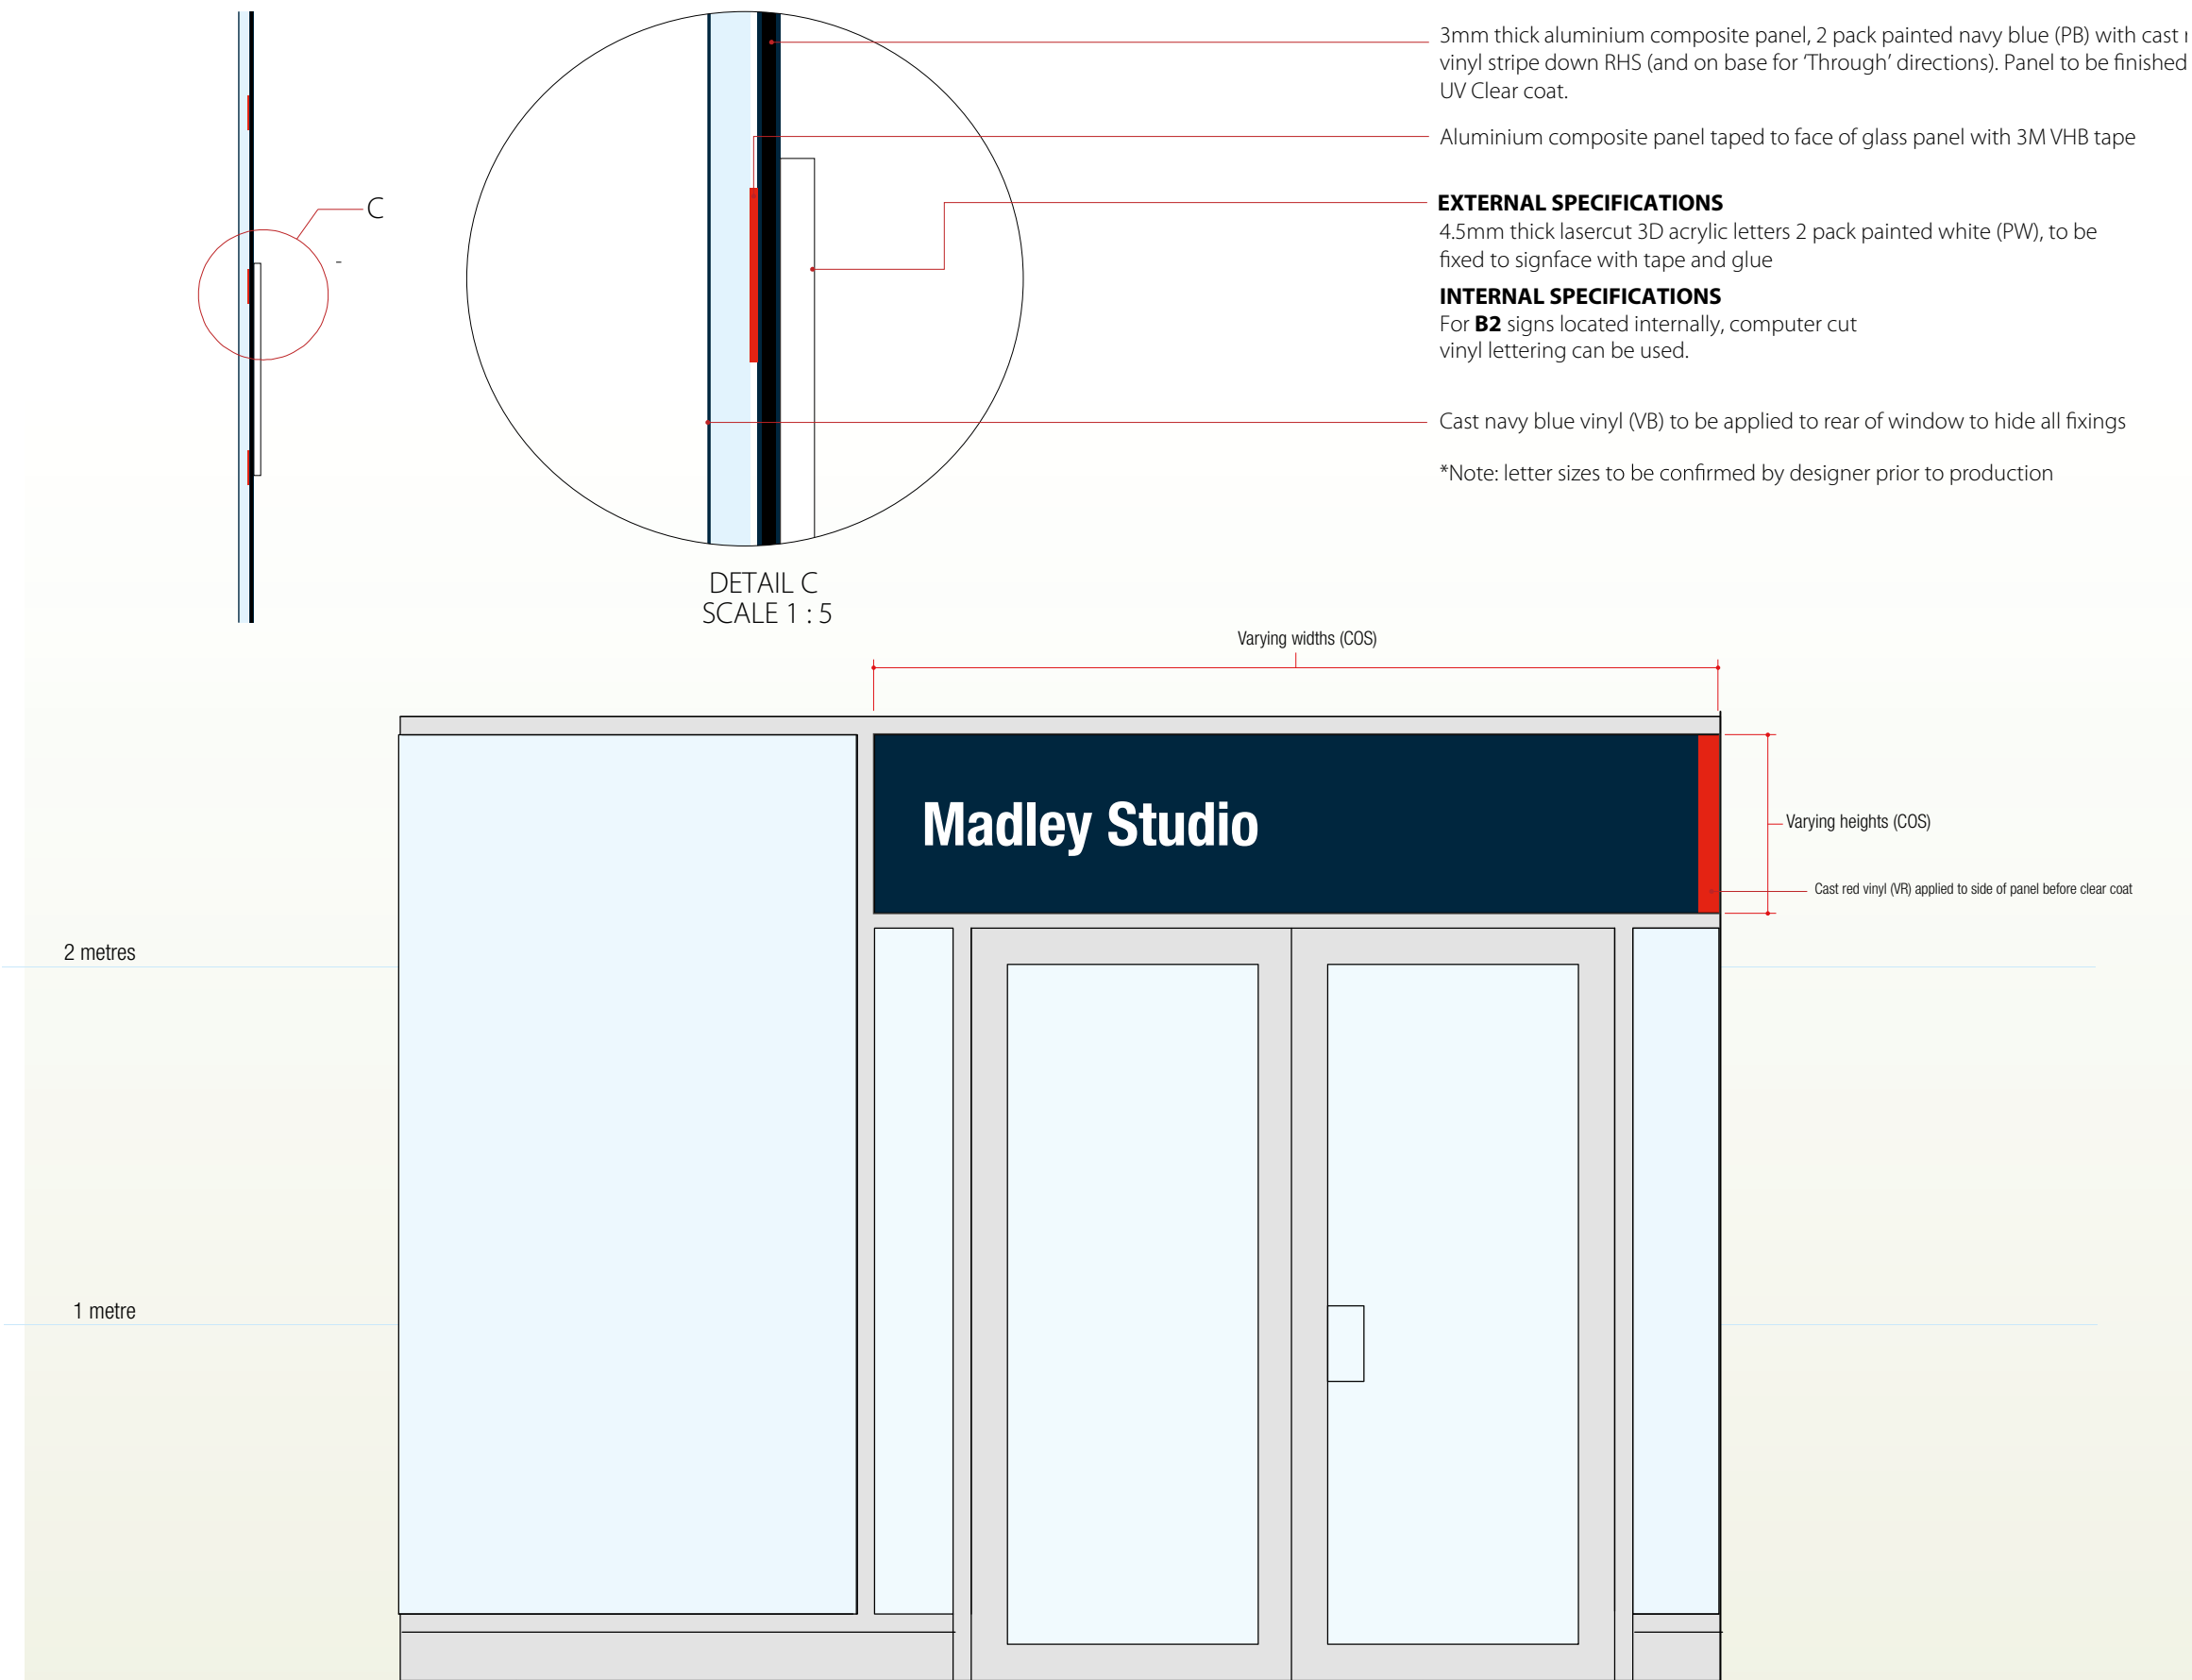 3mm thick aluminium composite panel, 2 pack painted navy blue (PB) with cast
vinyl stripe down RHS (and on base for ‘Through’ directions). Panel to be finished
UV Clear coat.
Aluminium composite panel taped to face of glass panel with 3M VHB tape
EXTERNAL SPECIFICATIONS
4.5mm thick lasercut 3D acrylic letters 2 pack painted white (PW), to be
fixed to signface with tape and glue
INTERNAL SPECIFICATIONS
For B2 signs located internally, computer cut
vinyl lettering can be used.
Cast navy blue vinyl (VB) to be applied to rear of window to hide all fixings
*Note: letter sizes to be confirmed by designer prior to production
C
-
DETAIL C
SCALE 1 : 5
Varying widths (COS)
Madley Studio
Varying heights (COS)
Cast red vinyl (VR) applied to side of panel before clear coat
2 metres
1 metre